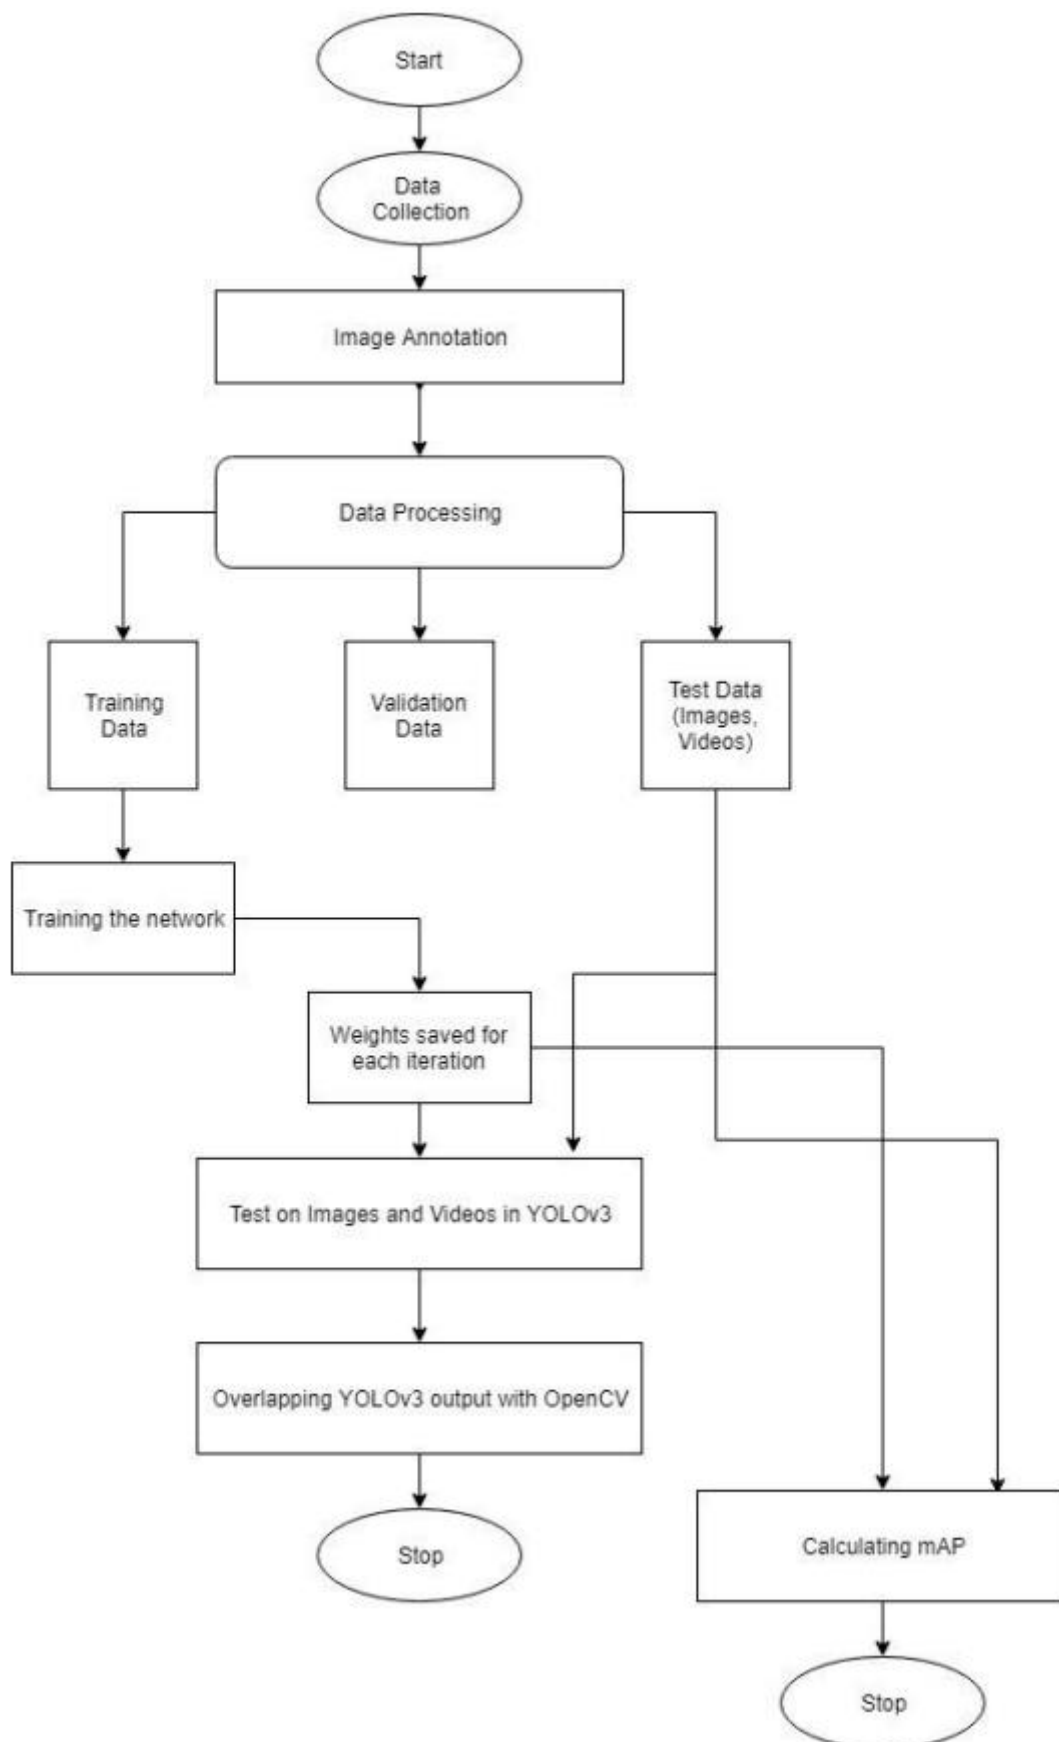 Start
Data
Collection
Image Annotation
Data Processing
Training
Data
Validation
Data
Test Data
(Images,
Videos)
Training the network
Weights saved for
each iteration
Test on Images and Videos in YOLOv3
Overlapping YOLOv3 output with OpenCV
Stop
Calculating mAP
Stop